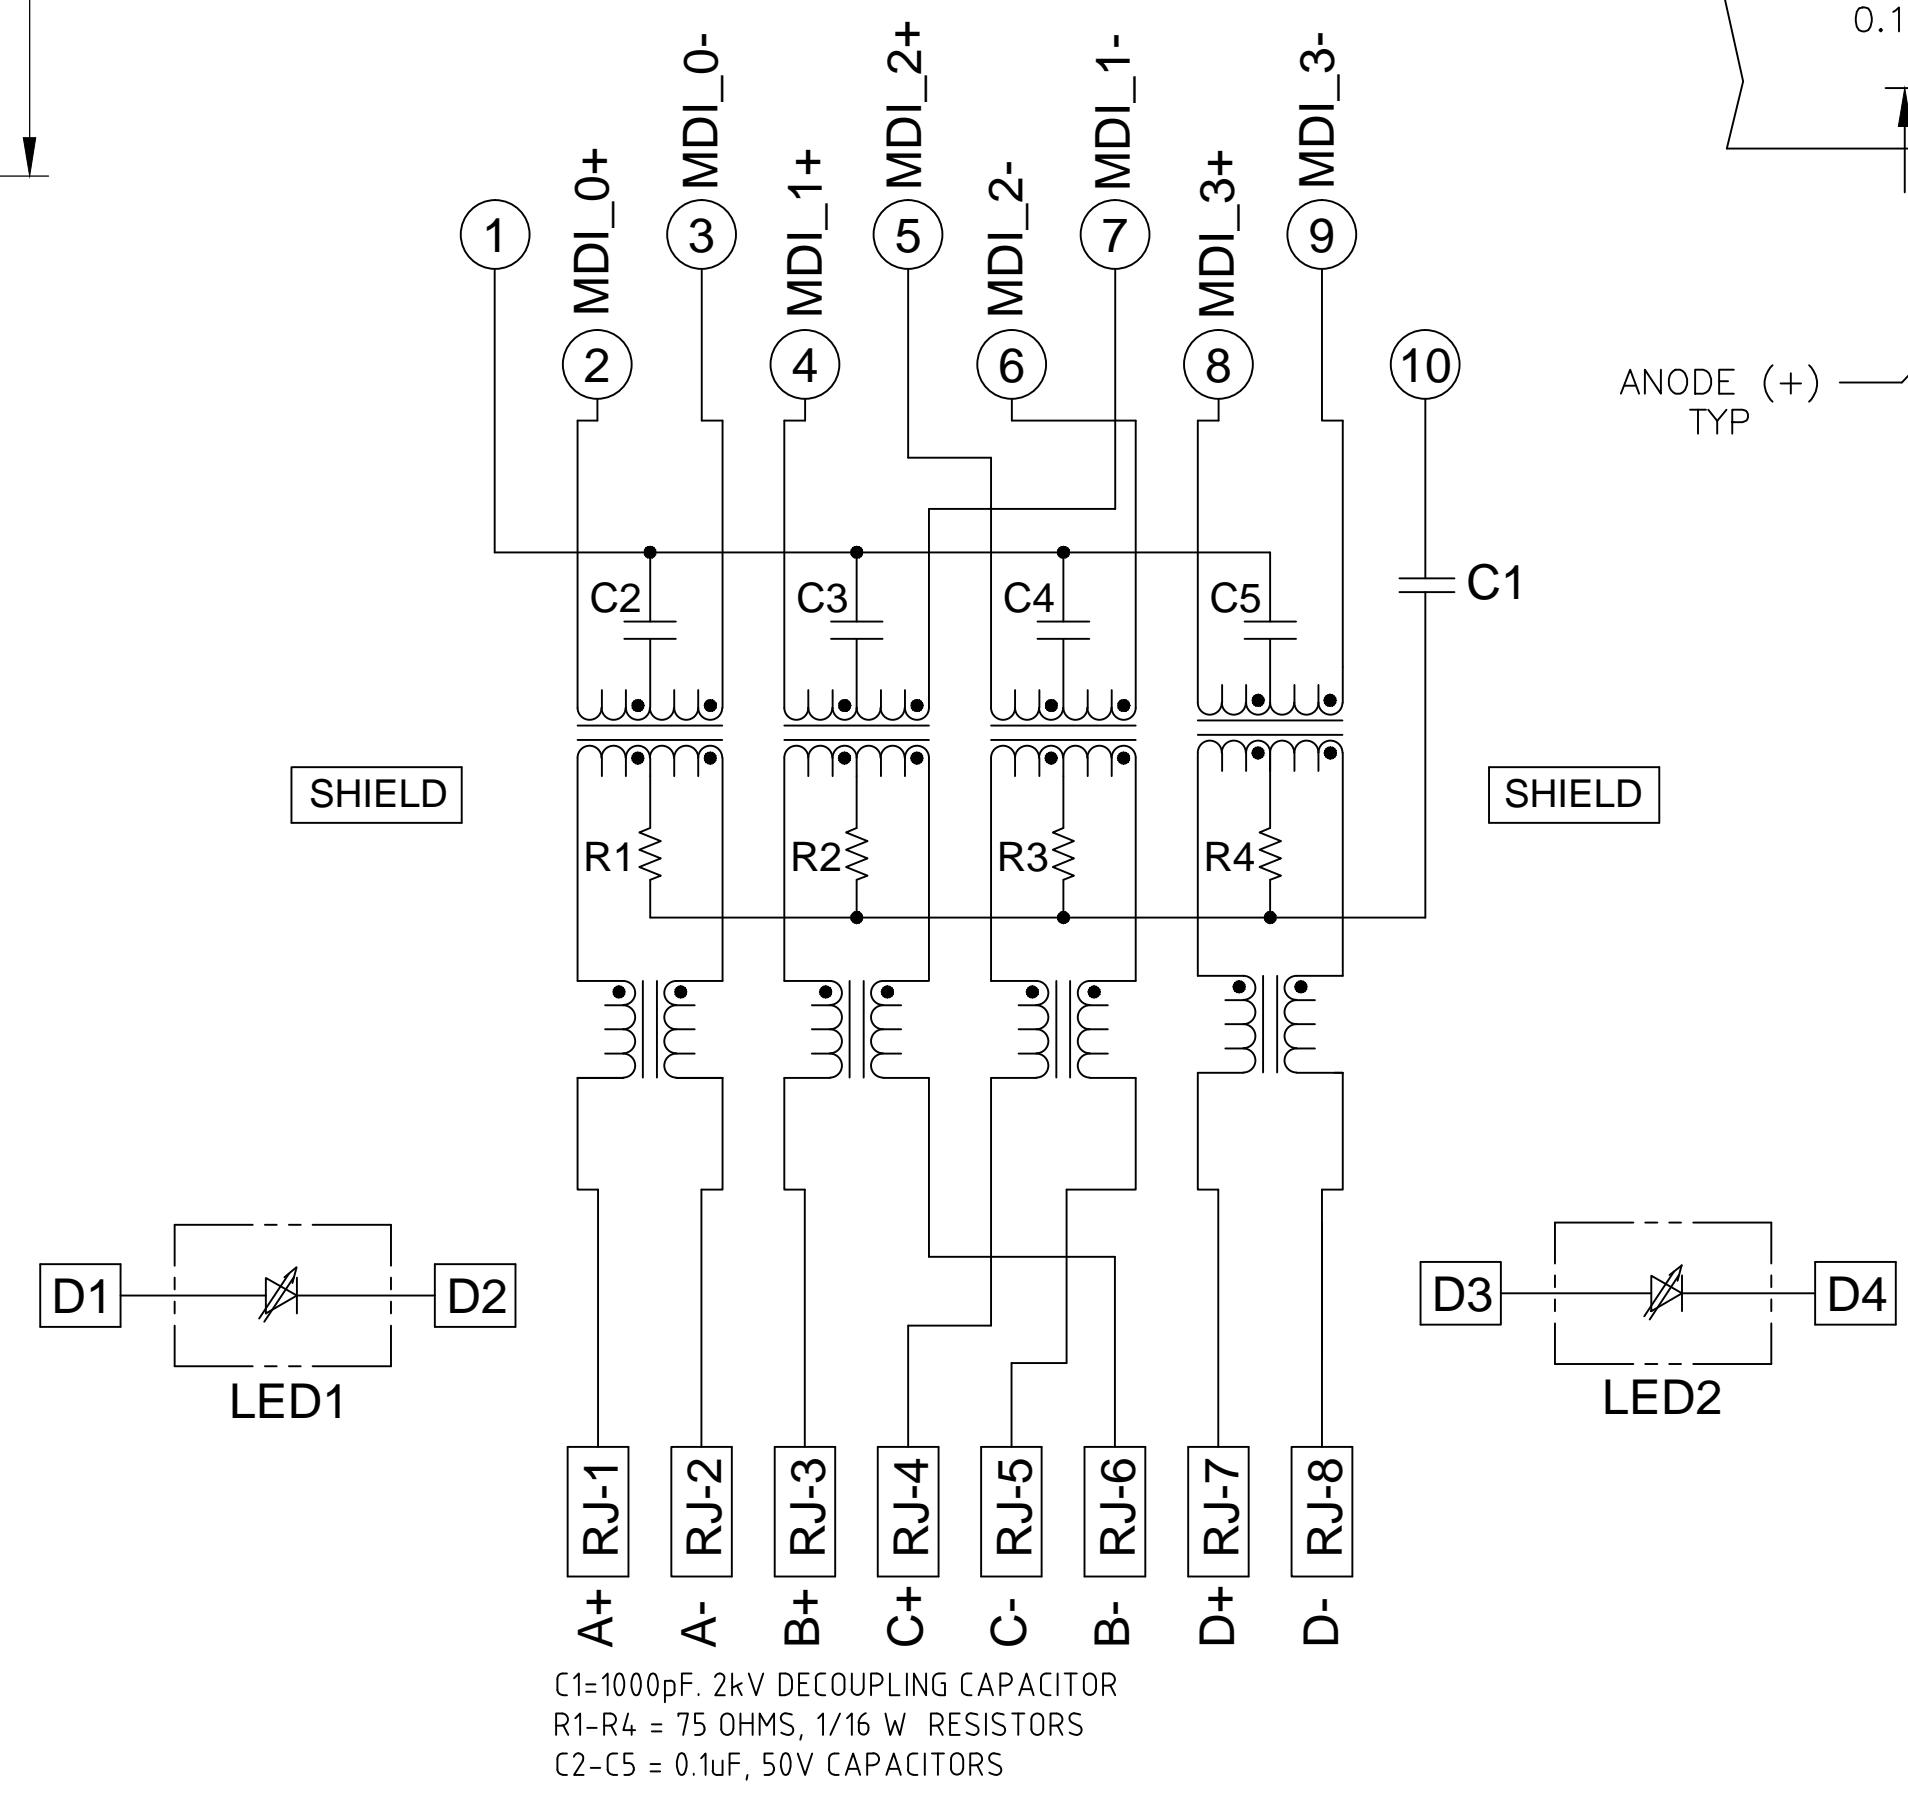 0.1
MDI_0+
MDI_0-
MDI_1+
MDI_2+
MDI_2-
MDI_1-
MDI_3+
MDI_3-
1
3
5
7
9
2
4
6
8
10
ANODE (+)
TYP
C2
C3
C4
C5
C1
SHIELD
SHIELD
R1
R2
R3
R4
D1
D2
LED1
D3
D4
LED2
RJ-1
RJ-2
RJ-3
RJ-4
RJ-5
RJ-6
RJ-7
RJ-8
A+
A-
B+
C+
C-
B-
D+
D-
C1=1000pF. 2kV DECOUPLING CAPACITOR
R1-R4 = 75 OHMS, 1/16 W RESISTORS
C2-C5 = 0.1uF, 50V CAPACITORS